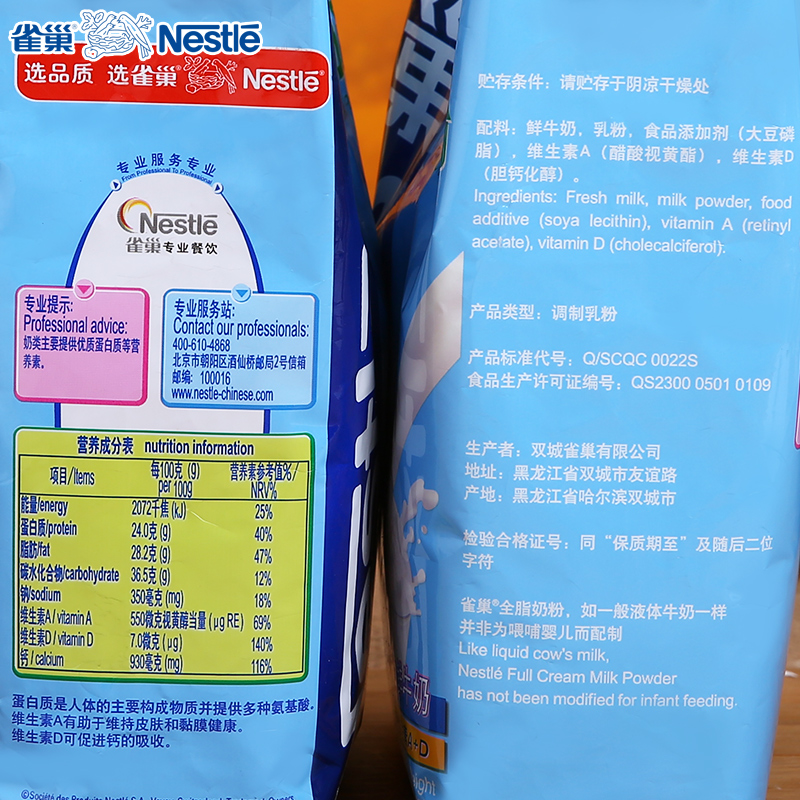 雀巢 Nestlé
选品质 选雀巢 Nestlé
专业服务专业
From Professional To Professional
Nestlé
雀巢专业餐饮
专业提示:
Professional advice:
奶类主要提供优质蛋白质等营
养素。
专业服务站:
Contact our professionals:
400-610-4868
北京市朝阳区酒仙桥邮局2号信箱
邮编: 100016
www.nestle-chinese.com
营养成分表 nutrition information
项目/Items 每100克 (g) per 100g 营养素参考值%/ NRV%
能量/energy 2072千焦 (kJ) 25%
蛋白质/protein 24.0克 (g) 40%
脂肪/fat 28.2克 (g) 47%
碳水化合物/carbohydrate 36.5克 (g) 12%
钠/sodium 350毫克 (mg) 18%
维生素A / vitamin A 550微克视黄醇当量 (μg RE) 69%
维生素D / vitamin D 7.0微克 (μg) 140%
钙 / calcium 930毫克 (mg) 116%
蛋白质是人体的主要构成物质并提供多种氨基酸。
维生素A有助于维持皮肤和黏膜健康。
维生素D可促进钙的吸收。
贮存条件: 请贮存于阴凉干燥处
配料: 鲜牛奶, 乳粉, 食品添加剂 (大豆磷
脂), 维生素A (醋酸视黄酯), 维生素D
(胆钙化醇)。
Ingredients: Fresh milk, milk powder, food
additive (soya lecithin), vitamin A (retinyl
acetate), vitamin D (cholecalciferol).
产品类型: 调制乳粉
产品标准代号: Q/SCQC 0022S
食品生产许可证编号: QS2300 0501 0109
生产者: 双城雀巢有限公司
地址: 黑龙江省双城市友谊路
产地: 黑龙江省哈尔滨双城市
检验合格证号: 同“保质期至”及随后二位
字符
雀巢®全脂奶粉, 如一般液体牛奶一样
并非为喂哺婴儿而配制
Like liquid cow's milk,
Nestlé Full Cream Milk Powder
has not been modified for infant feeding.
牛奶
A+D